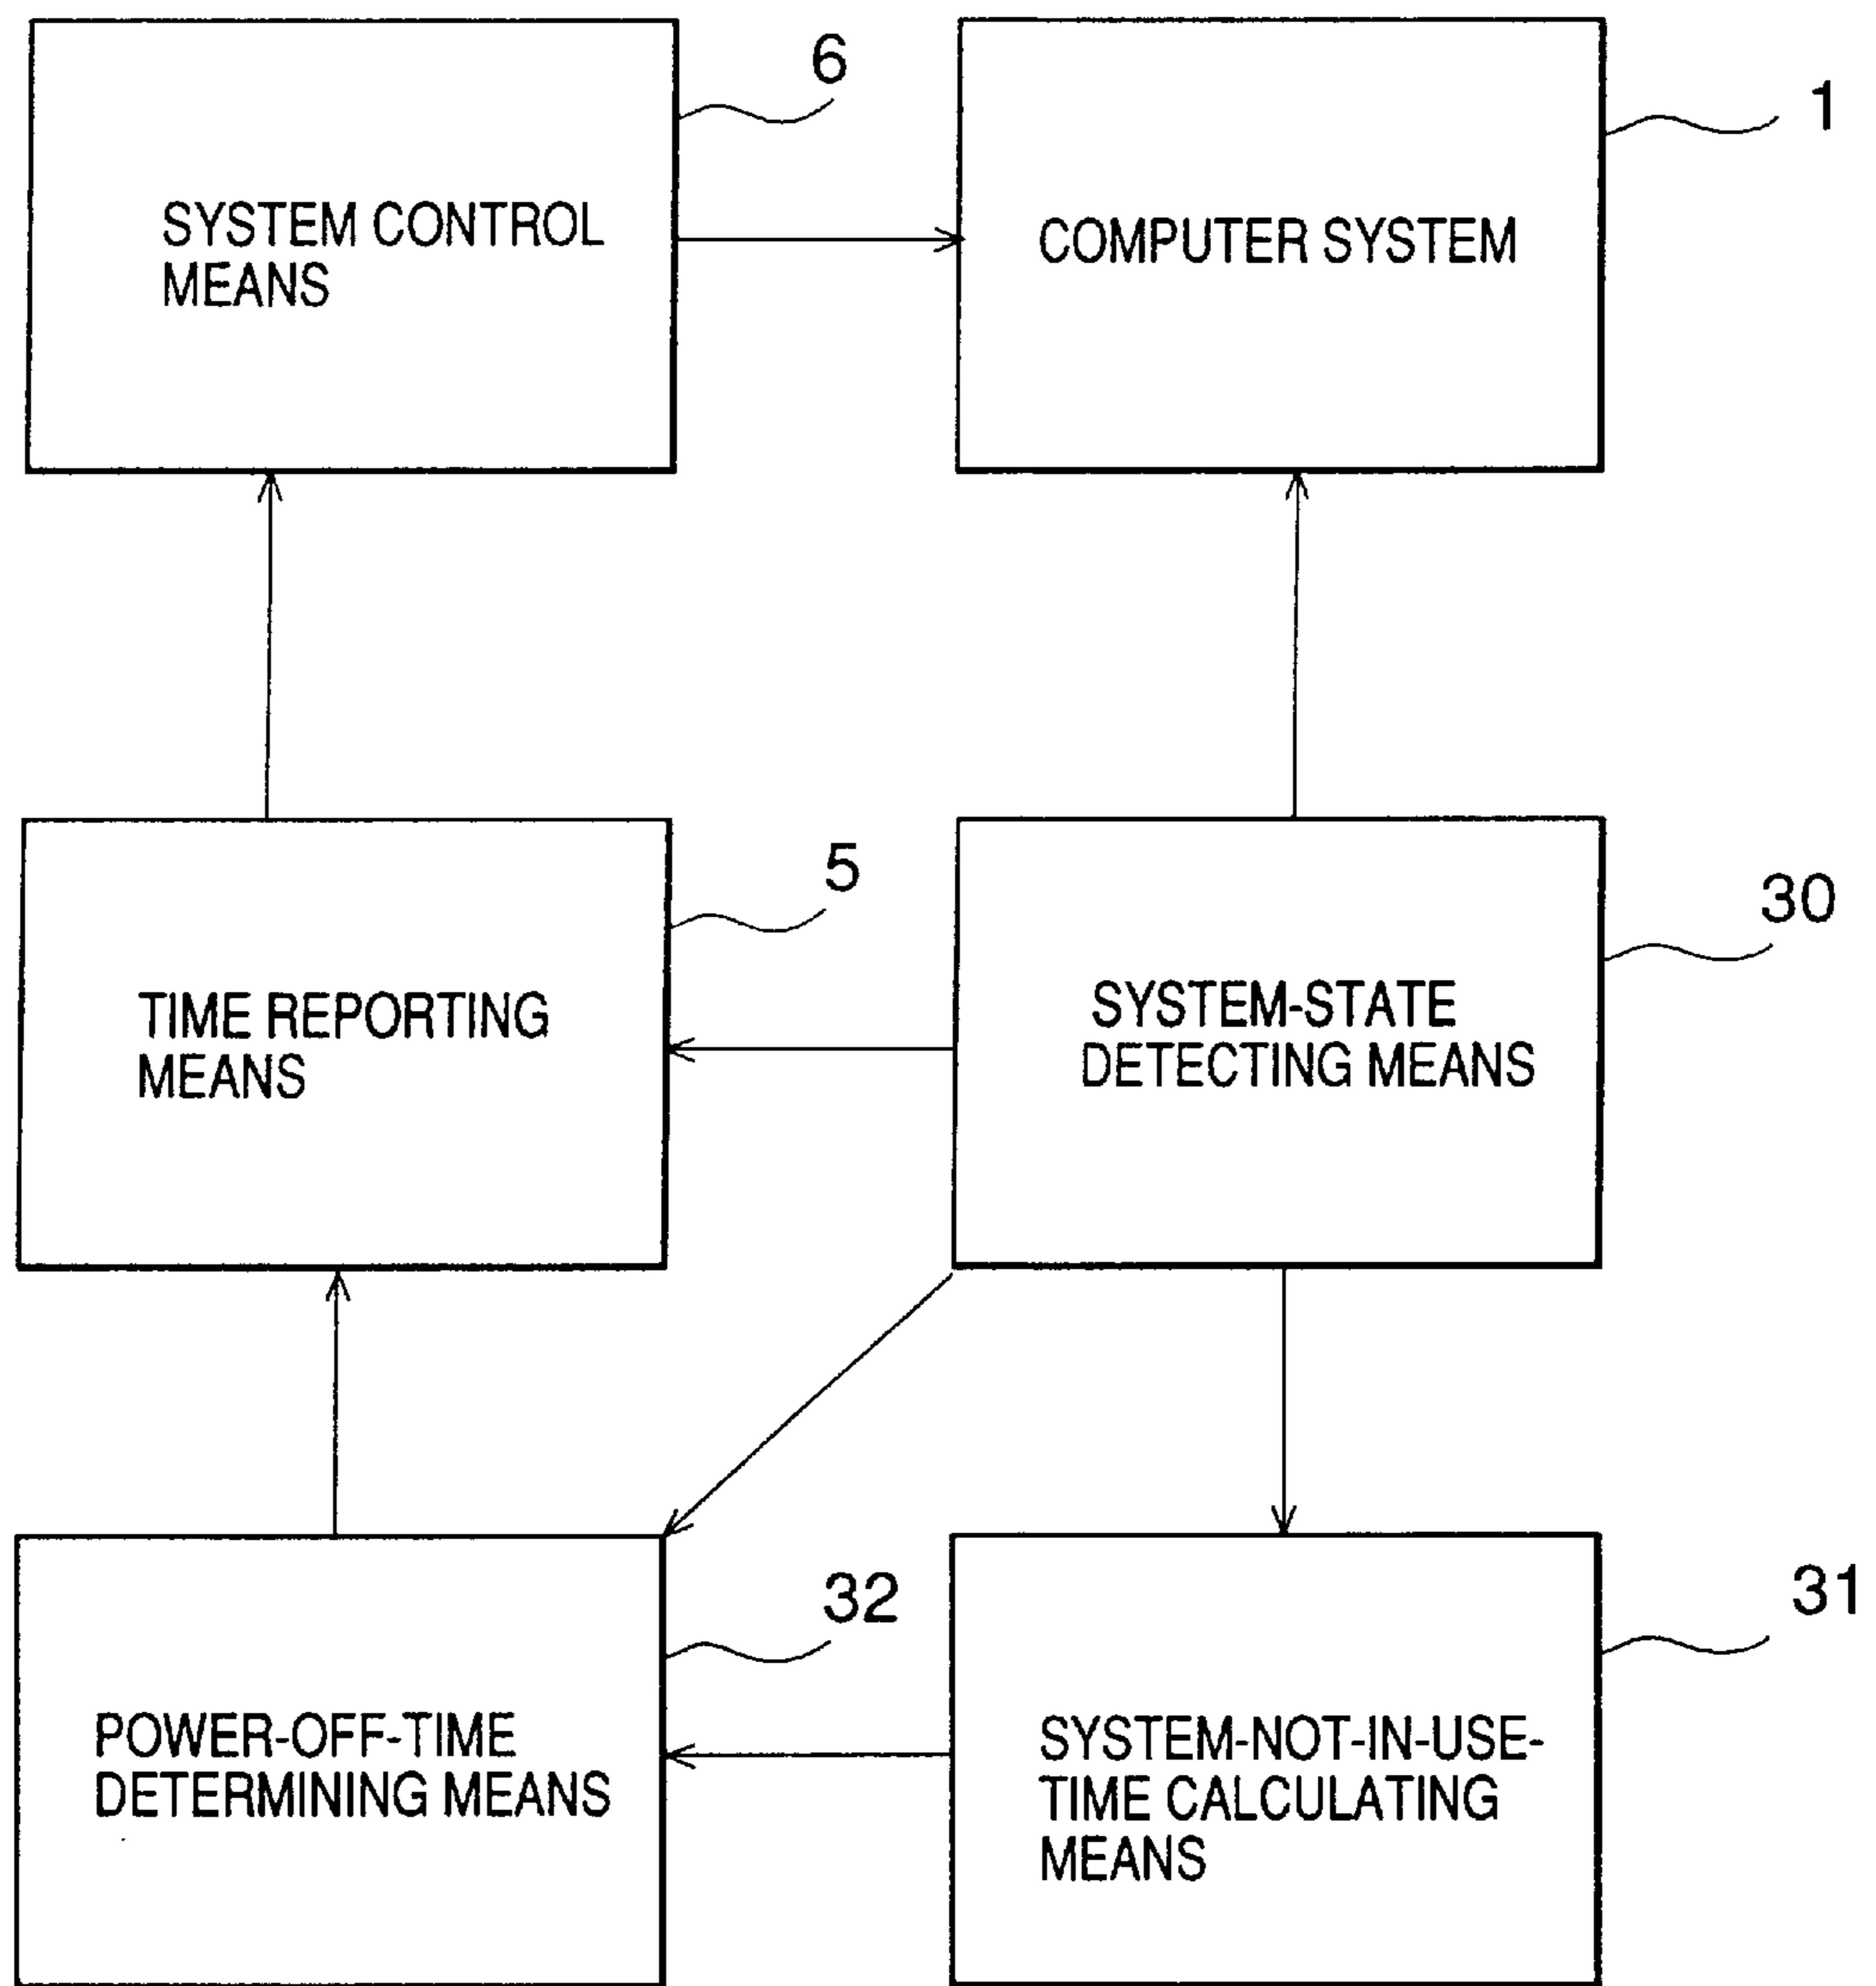 6
1
SYSTEM CONTROL
MEANS
COMPUTER SYSTEM
5
30
TIME REPORTING
MEANS
SYSTEM-STATE
DETECTING MEANS
32
31
POWER-OFF-TIME
DETERMINING MEANS
SYSTEM-NOT-IN-USE-
TIME CALCULATING
MEANS